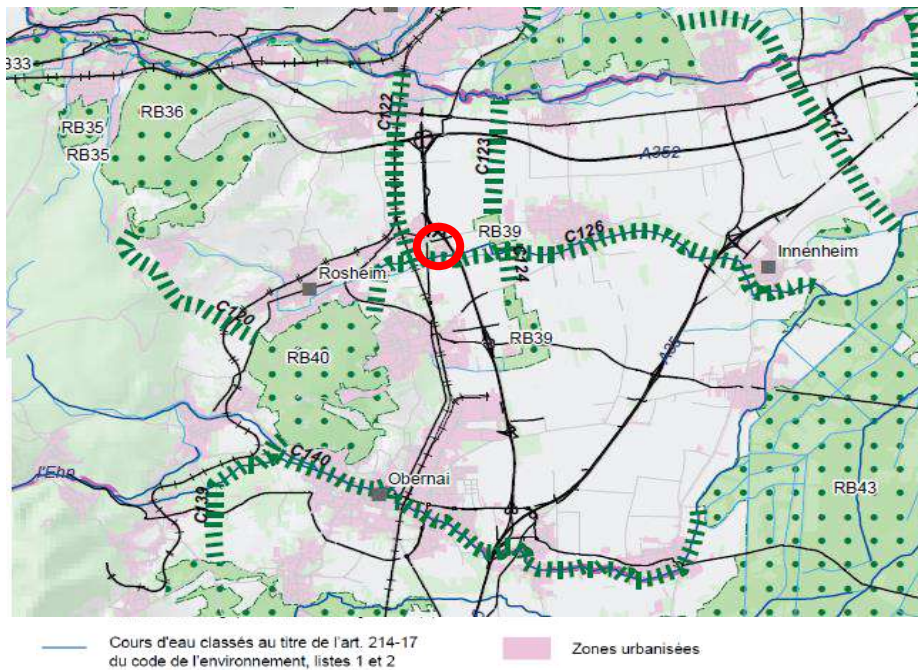 RB33
RB35
RB35
RB36
C122
C123
A352
C127
RB39
C126
C124
Innenheim
Rosheim
C120
RB39
A35
RB40
l'Ehn
C140
Obernai
C139
RB43
Cours d'eau classés au titre de l'art. 214-17
du code de l'environnement, listes 1 et 2
Zones urbanisées